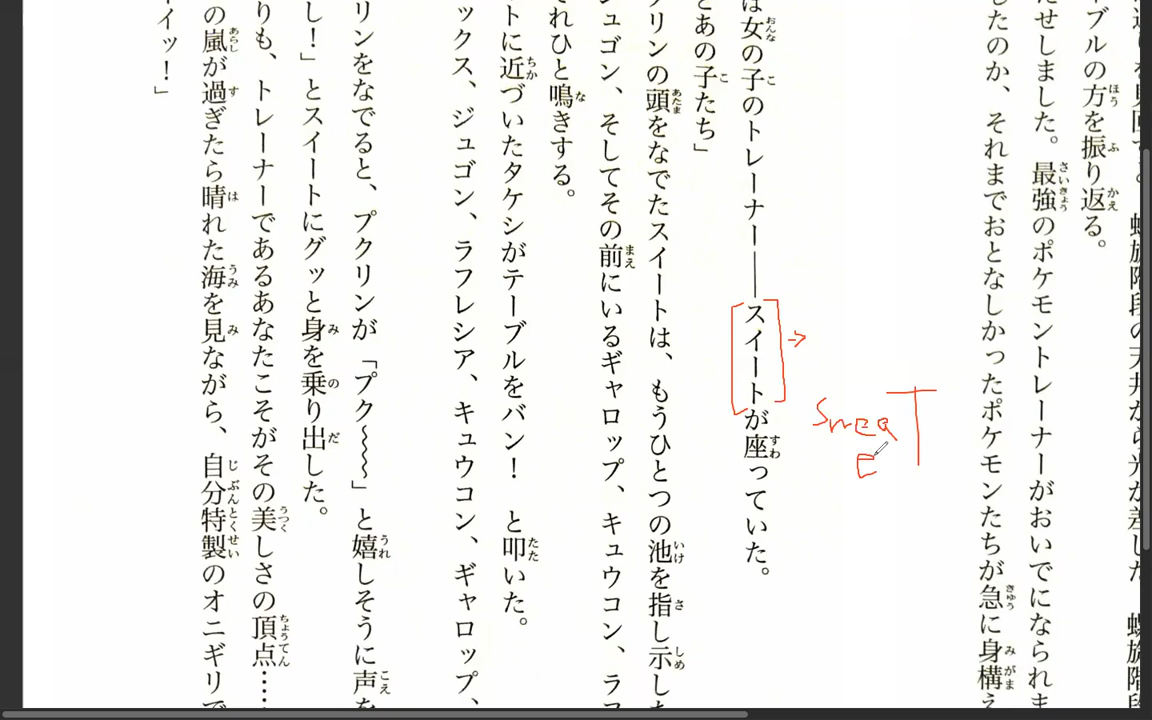 ブルの方を振り返る。
たせしました。最強のポケモントレーナーがおいでになられま
したのか、それまでおとなしかったポケモンたちが急に身構え
は女の子のトレーナー――スイートが座っていた。
とあの子たち」
プリンの頭をなでたスイートは、もうひとつの池を指し示した
ジュゴン、そしてその前にいるギャロップ、キュウコン、ラフ
れひと鳴きする。
トに近づいたタケシがテーブルをバン！　と叩いた。
ックス、ジュゴン、ラフレシア、キュウコン、ギャロップ、
リンをなでると、プクリンが「プク～～～」と嬉しそうに声を
し！」とスイートにグッと身を乗り出した。
りも、トレーナーであるあなたこそがその美しさの頂点……
の嵐が過ぎたら晴れた海を見ながら、自分特製のオニギリで
イッ！」
T
E